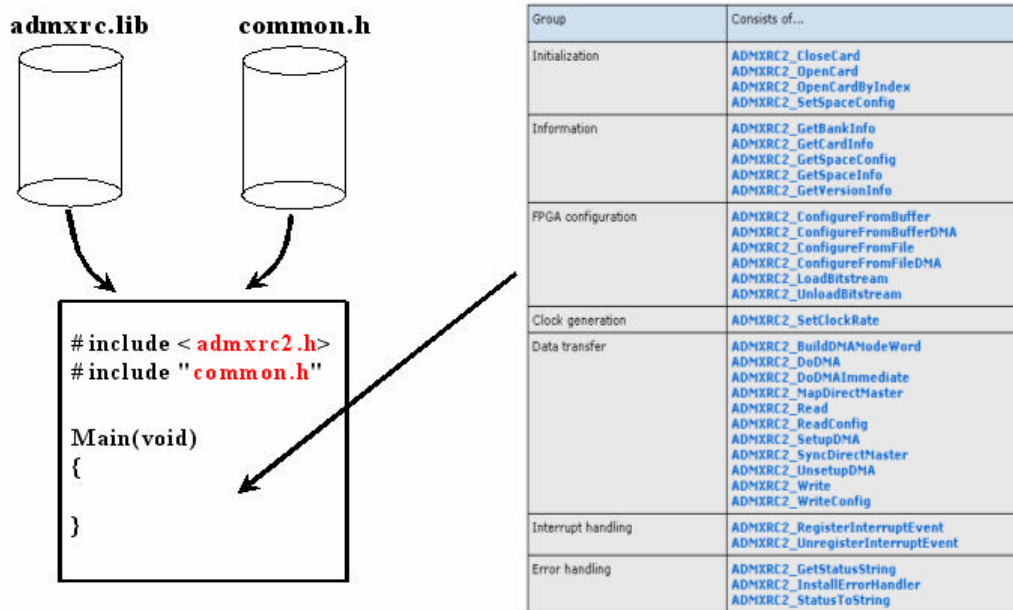 admxrc.lib
common.h
#include <admxrc2.h>
#include "common.h"
Main(void)
{
}
Group Consists of...
Initialization ADMXRC2_CloseCard
ADMXRC2_OpenCard
ADMXRC2_OpenCardByIndex
ADMXRC2_SetSpaceConfig
Information ADMXRC2_GetBankInfo
ADMXRC2_GetCardInfo
ADMXRC2_GetSpaceConfig
ADMXRC2_GetSpaceInfo
ADMXRC2_GetVersionInfo
FPGA configuration ADMXRC2_ConfigureFromBuffer
ADMXRC2_ConfigureFromBufferDMA
ADMXRC2_ConfigureFromFile
ADMXRC2_ConfigureFromFileDMA
ADMXRC2_LoadBitstream
ADMXRC2_UnloadBitstream
Clock generation ADMXRC2_SetClockRate
Data transfer ADMXRC2_BuildDMAModeWord
ADMXRC2_DoDMA
ADMXRC2_DoDMAImmediate
ADMXRC2_MapDirectMaster
ADMXRC2_Read
ADMXRC2_ReadConfig
ADMXRC2_SetupDMA
ADMXRC2_SyncDirectMaster
ADMXRC2_UnsetupDMA
ADMXRC2_Write
ADMXRC2_WriteConfig
Interrupt handling ADMXRC2_RegisterInterruptEvent
ADMXRC2_UnregisterInterruptEvent
Error handling ADMXRC2_GetStatusString
ADMXRC2_InstallErrorHandler
ADMXRC2_StatusToString